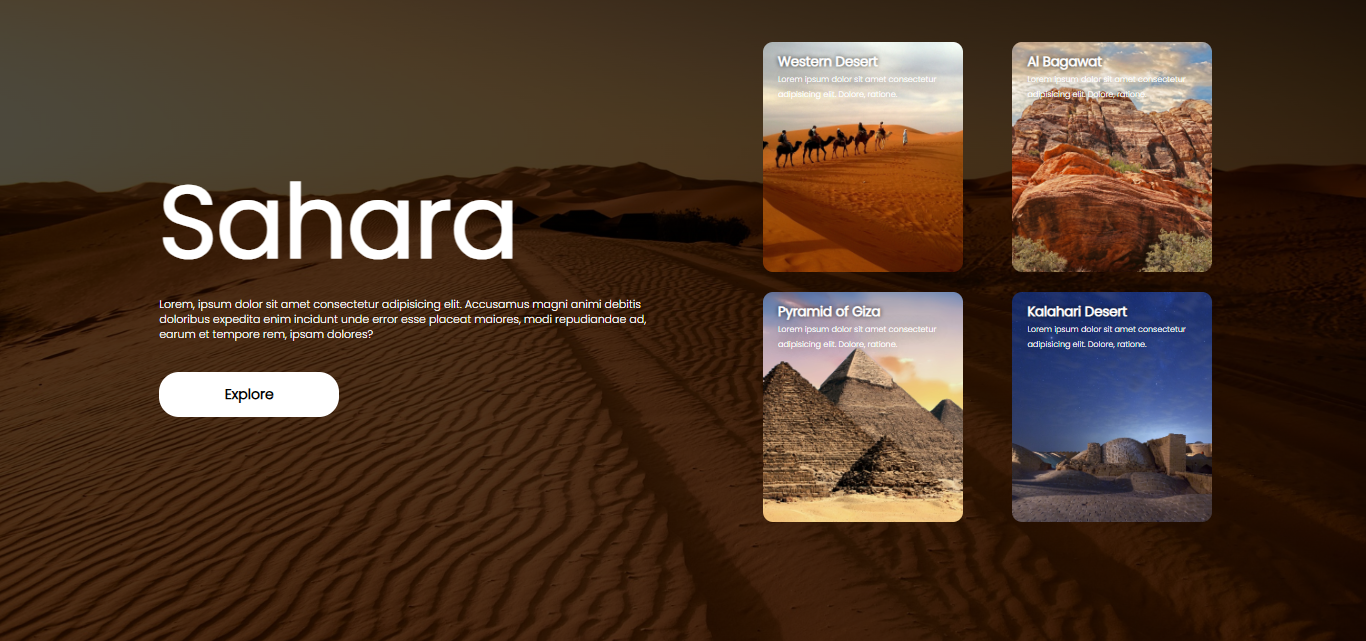 Sahara
Lorem, ipsum dolor sit amet consectetur adipisicing elit. Accusamus magni animi debitis
doloribus expedita enim incidunt unde error esse placeat maiores, modi repudiandae ad,
earum et tempore rem, ipsam dolores?
Explore
Western Desert
Lorem ipsum dolor sit amet consectetur
adipisicing elit. Dolore, ratione.
Al Bagawat
Lorem ipsum dolor sit amet consectetur
adipisicing elit. Dolore, ratione.
Pyramid of Giza
Lorem ipsum dolor sit amet consectetur
adipisicing elit. Dolore, ratione.
Kalahari Desert
Lorem ipsum dolor sit amet consectetur
adipisicing elit. Dolore, ratione.